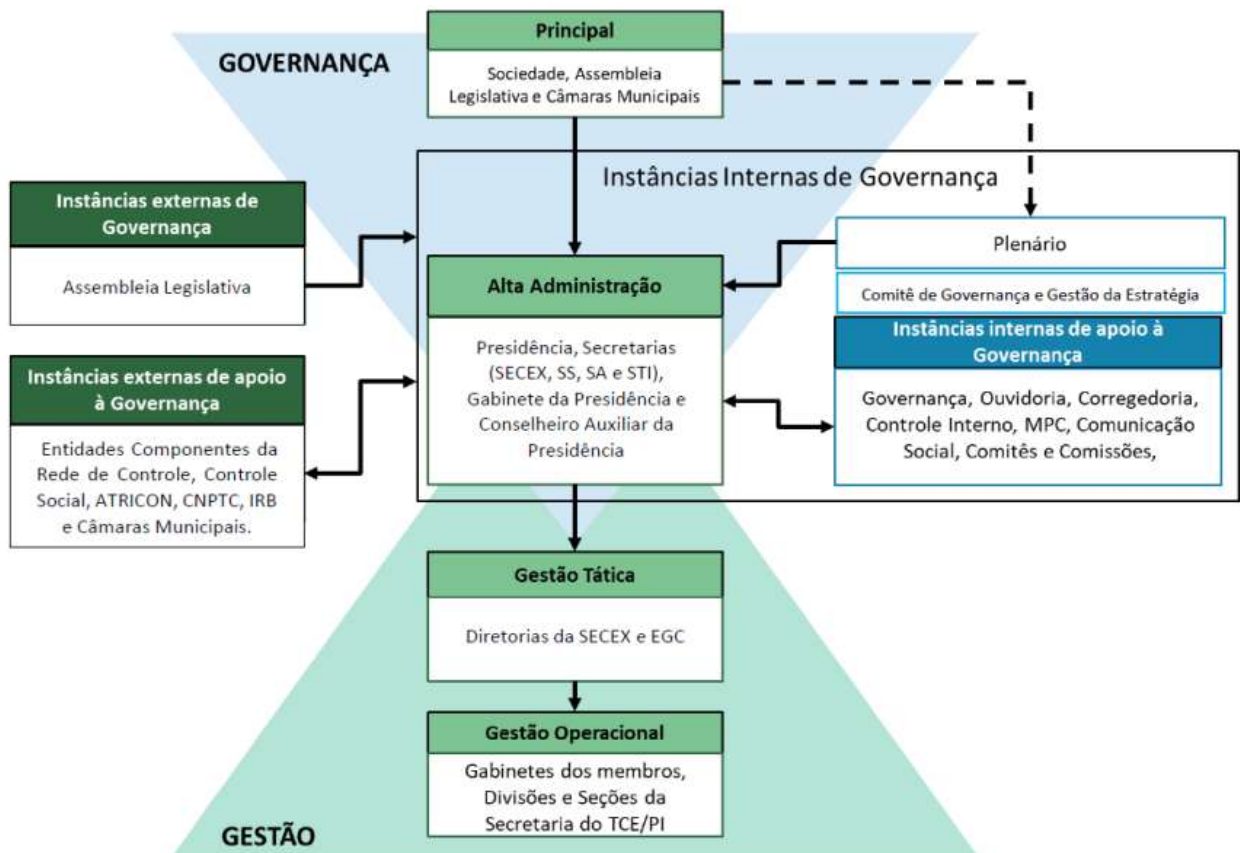 GOVERNANÇA
Principal
Sociedade, Assembleia
Legislativa e Câmaras Municipais
Instâncias Internas de Governança
Instâncias externas de
Governança
Assembleia Legislativa
Plenário
Comitê de Governança e Gestão da Estratégia
Alta Administração
Presidência, Secretarias
(SECEX, SS, SA e STI),
Gabinete da Presidência e
Conselheiro Auxiliar da
Presidência
Instâncias internas de apoio à
Governança
Governança, Ouvidoria, Corregedoria,
Controle Interno, MPC, Comunicação
Social, Comitês e Comissões,
Instâncias externas de apoio
à Governança
Entidades Componentes da
Rede de Controle, Controle
Social, ATRICON, CNPTC, IRB
e Câmaras Municipais.
Gestão Tática
Diretorias da SECEX e EGC
Gestão Operacional
Gabinetes dos membros,
Divisões e Seções da
Secretaria do TCE/PI
GESTÃO